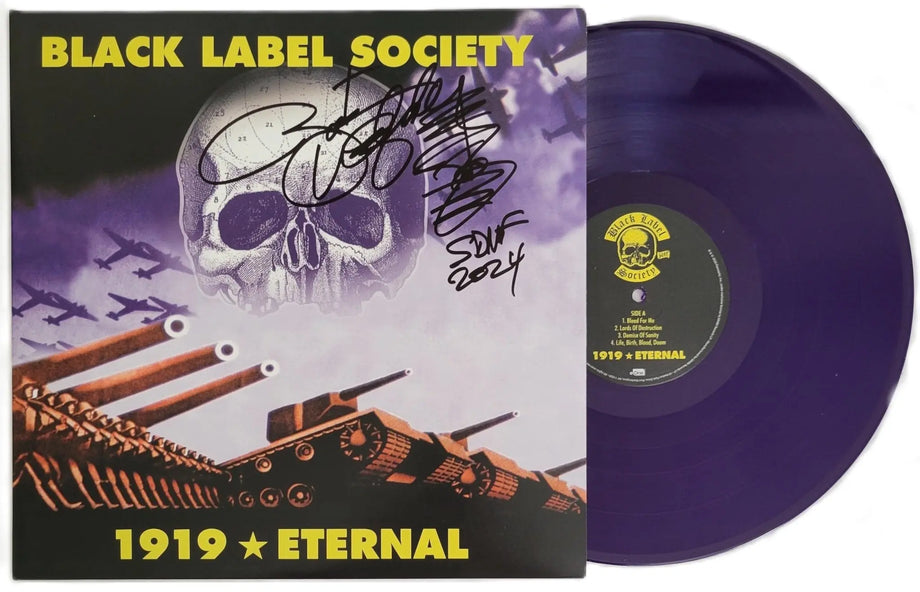 BLACK LABEL SOCIETY
SDMF
2024
1919 ★ ETERNAL
Black Label
Society
SIDE A
1. Bleed For Me
2. Lords Of Destruction
3. Demise Of Sanity
4. Life, Birth, Blood, Doom
1919 ★ ETERNAL